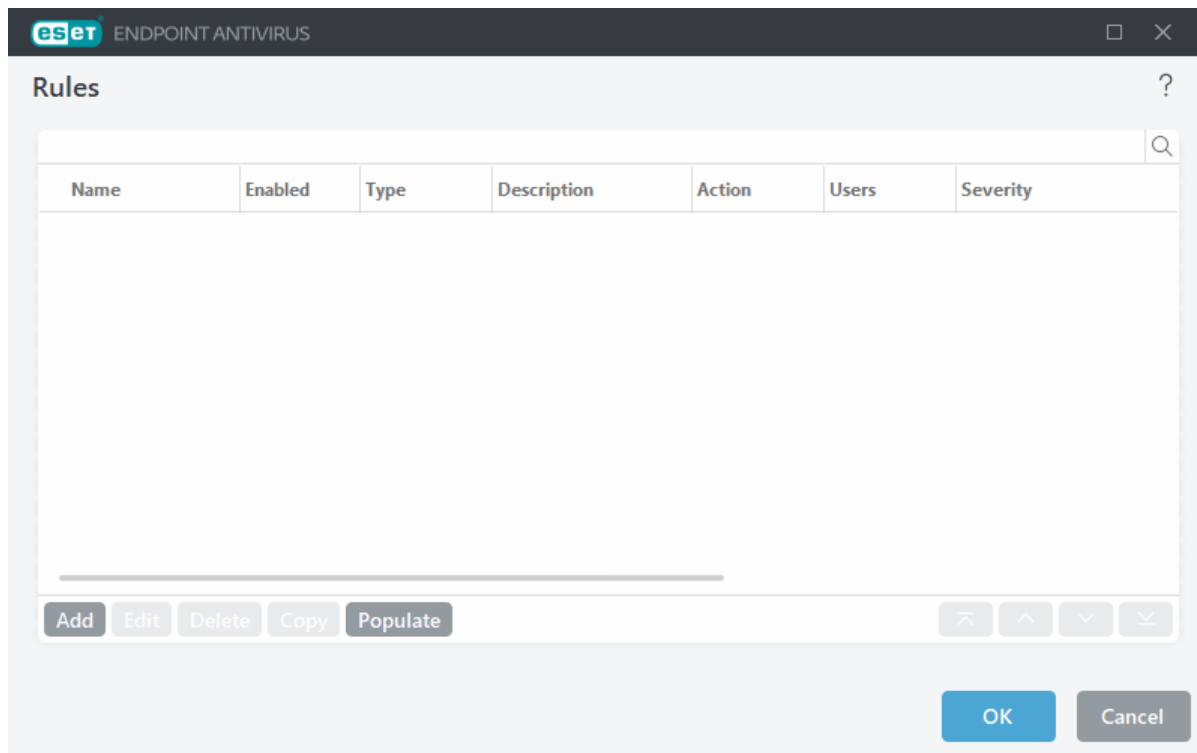 eseT ENDPOINT ANTIVIRUS
Rules ?
Name Enabled Type Description Action Users Severity
Add Edit Delete Copy Populate
OK Cancel